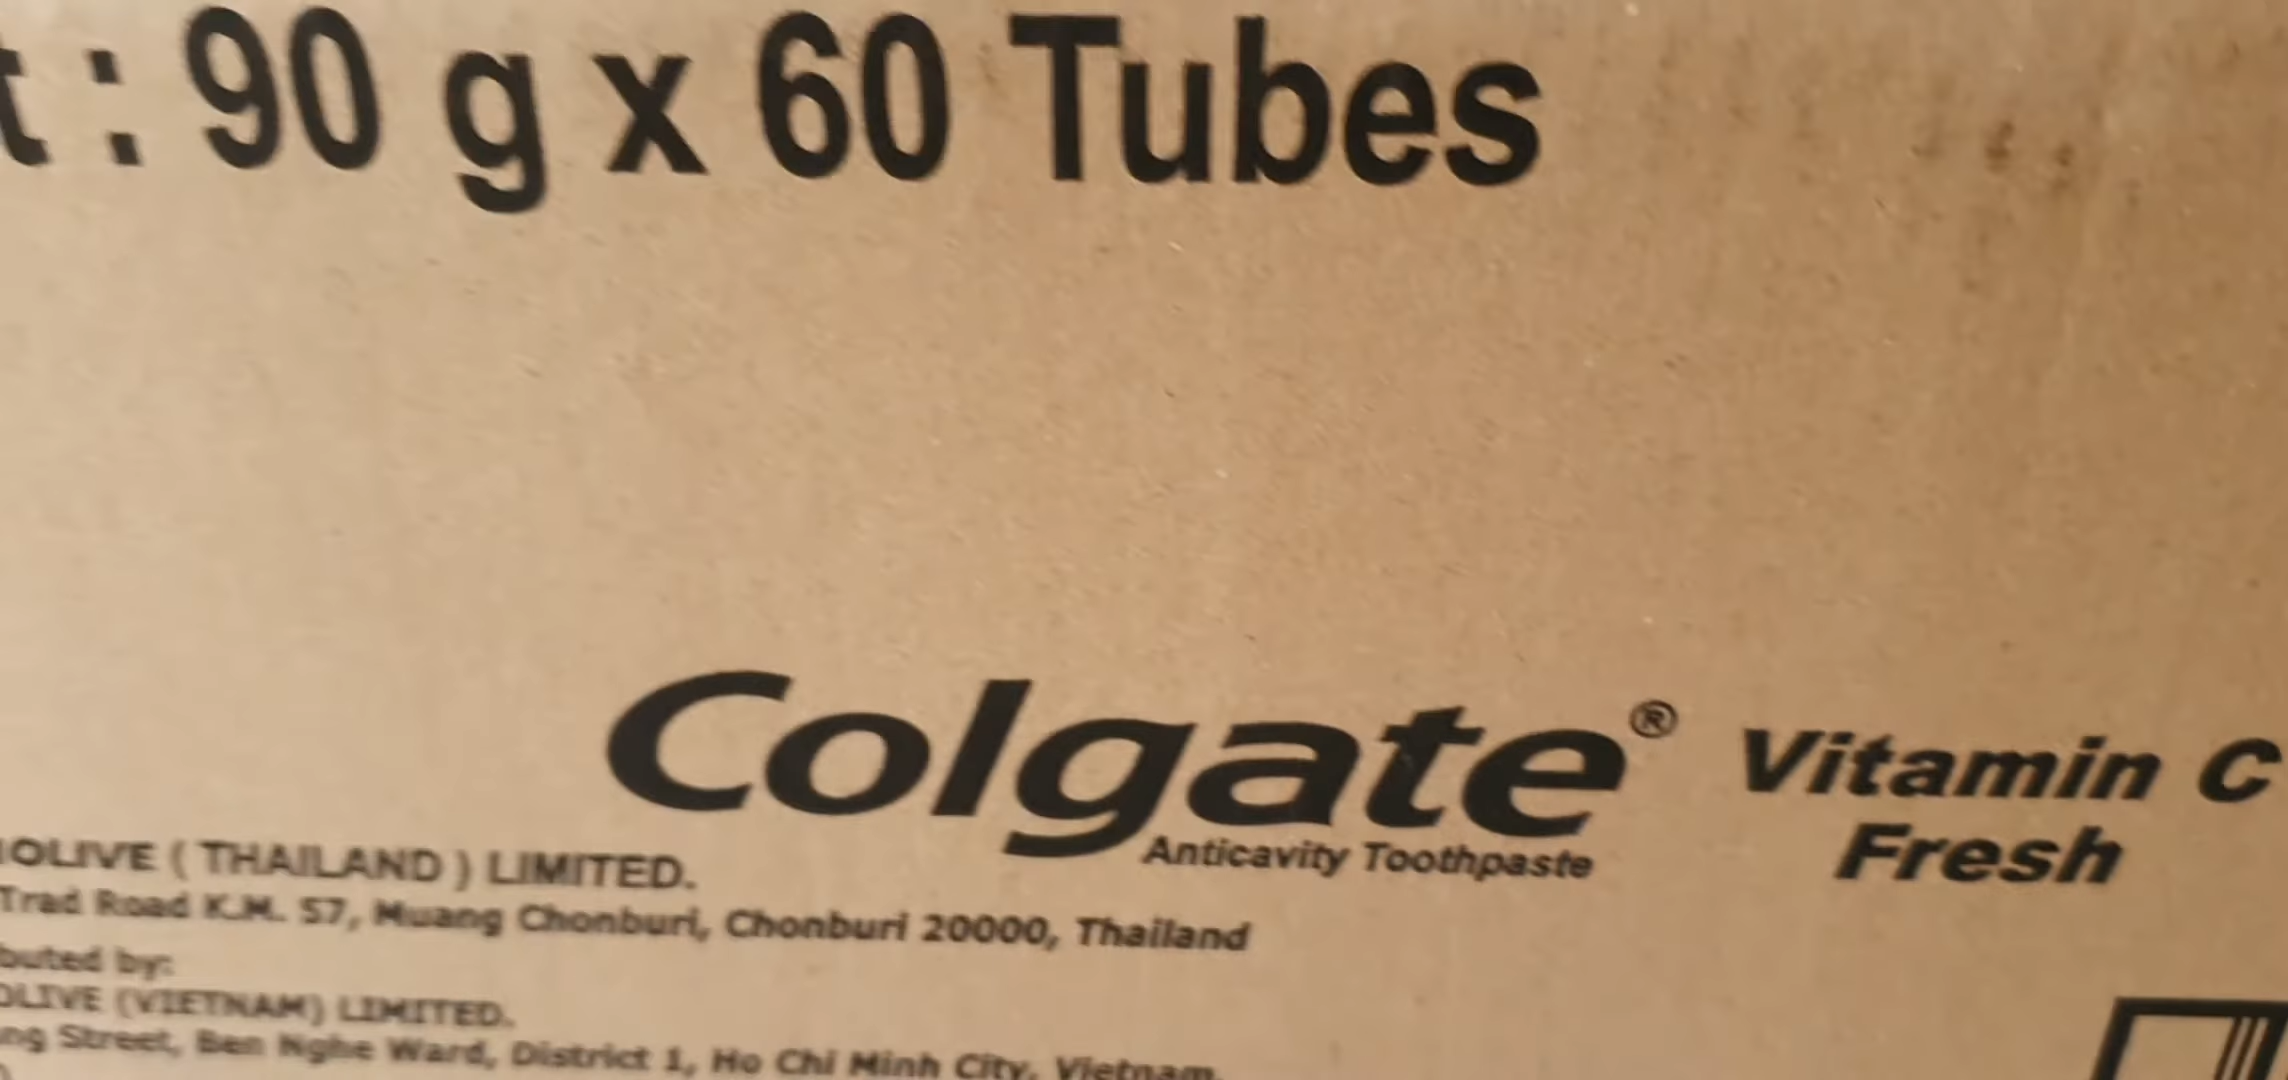 t : 90 g x 60 Tubes
Colgate® Vitamin C
Fresh
Anticavity Toothpaste
OLIVE ( THAILAND ) LIMITED.
Trad Road K.M. 57, Muang Chonburi, Chonburi 20000, Thailand
buted by:
OLIVE (VIETNAM) LIMITED.
ng Street, Ben Nghe Ward, District 1, Ho Chi Minh City, Vietnam.